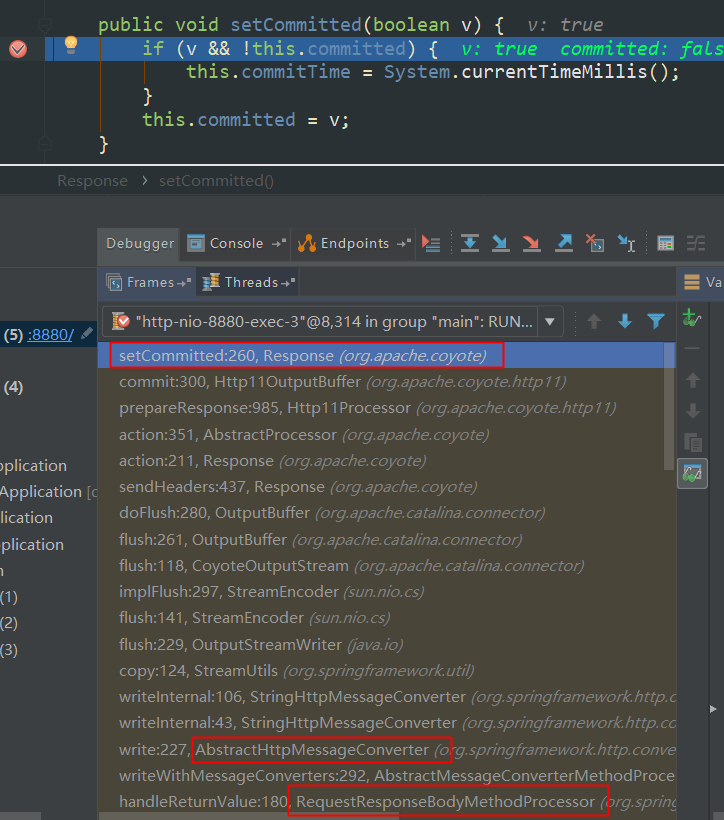 public void setCommitted(boolean v) {  v: true
if (v && !this.committed) {  v: true  committed: fals
this.commitTime = System.currentTimeMillis();
}
this.committed = v;
}
Response > setCommitted()
Debugger Console Endpoints
Frames Threads Va
(5) :8880/
"http-nio-8880-exec-3"@8,314 in group "main": RUN...
setCommitted:260, Response (org.apache.coyote)
commit:300, Http11OutputBuffer (org.apache.coyote.http11)
(4)
prepareResponse:985, Http11Processor (org.apache.coyote.http11)
action:351, AbstractProcessor (org.apache.coyote)
pplication
action:211, Response (org.apache.coyote)
Application [c
sendHeaders:437, Response (org.apache.coyote)
lication
doFlush:280, OutputBuffer (org.apache.catalina.connector)
pplication
flush:261, OutputBuffer (org.apache.catalina.connector)
n
flush:118, CoyoteOutputStream (org.apache.catalina.connector)
(1)
implFlush:297, StreamEncoder (sun.nio.cs)
(2)
flush:141, StreamEncoder (sun.nio.cs)
(3)
flush:229, OutputStreamWriter (java.io)
copy:124, StreamUtils (org.springframework.util)
writeInternal:106, StringHttpMessageConverter (org.springframework.http.co
writeInternal:43, StringHttpMessageConverter (org.springframework.http.co
write:227, AbstractHttpMessageConverter (org.springframework.http.conve
writeWithMessageConverters:292, AbstractMessageConverterMethodProce
handleReturnValue:180, RequestResponseBodyMethodProcessor (org.spring